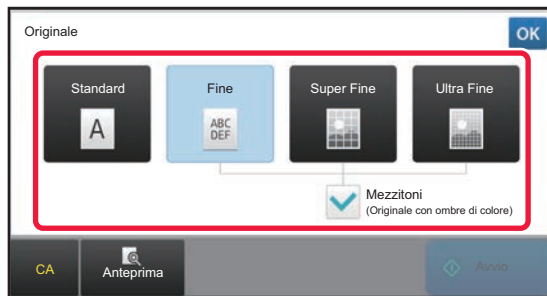 Originale
OK
Standard
Fine
Super Fine
Ultra Fine
A
ABC
DEF
Mezzitoni
(Originale con ombre di colore)
CA
Anteprima
Avvio